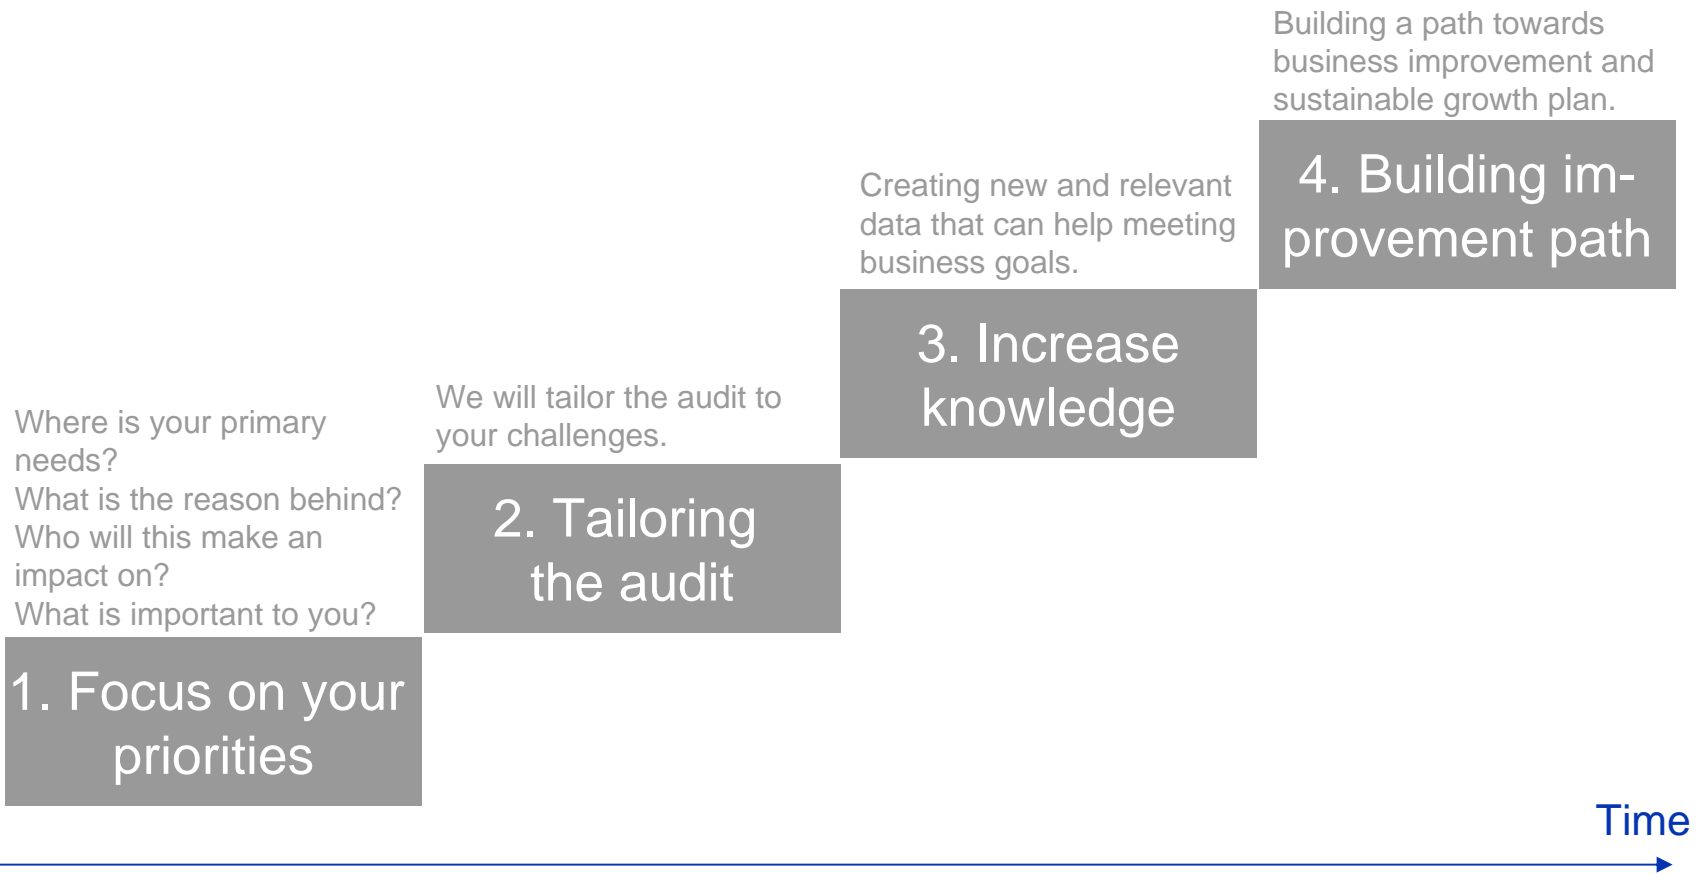 Building a path towards
business improvement and
sustainable growth plan.
4. Building im-
provement path
Creating new and relevant
data that can help meeting
business goals.
3. Increase
knowledge
We will tailor the audit to
your challenges.
2. Tailoring
the audit
Where is your primary
needs?
What is the reason behind?
Who will this make an
impact on?
What is important to you?
1. Focus on your
priorities
Time